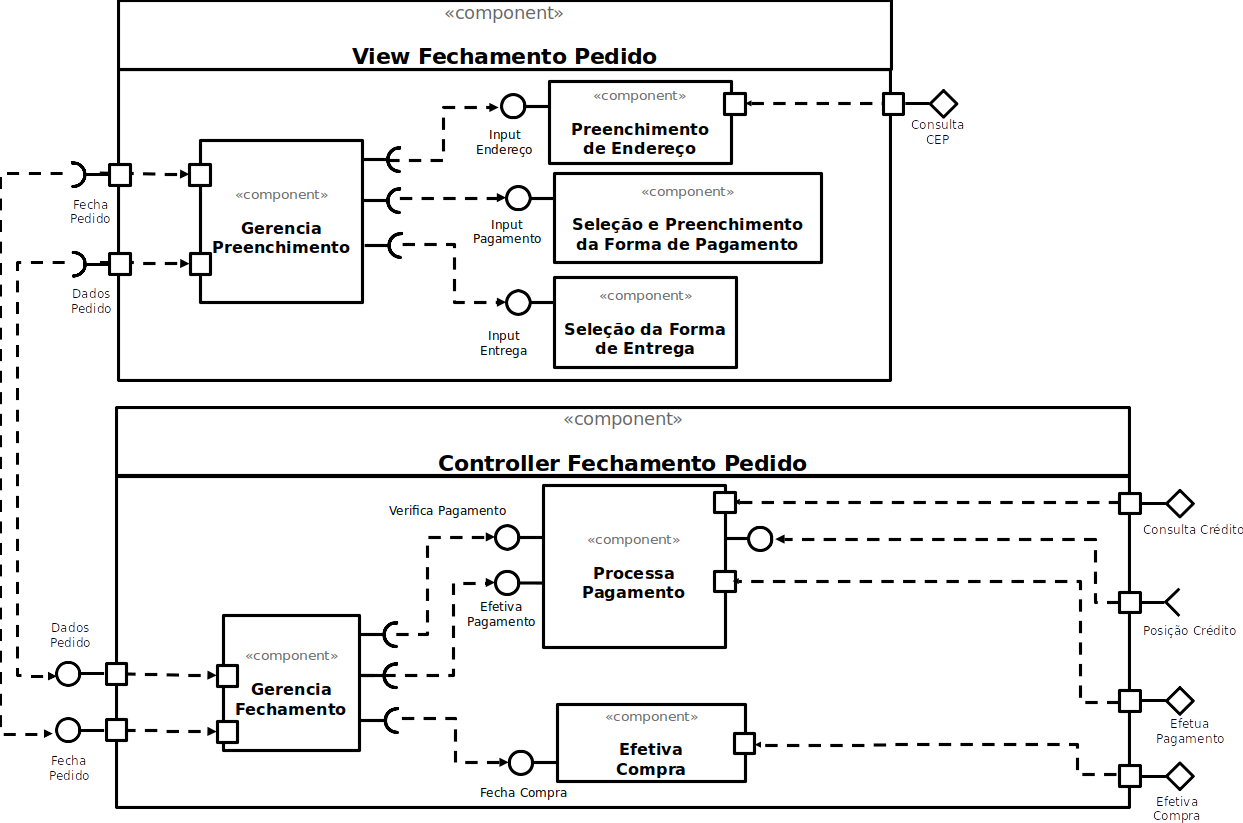 «component»
View Fechamento Pedido
«component»
Preenchimento
de Endereço
Input
Endereço
Consulta
CEP
«component»
Gerencia
Preenchimento
Fecha
Pedido
«component»
Seleção e Preenchimento
da Forma de Pagamento
Input
Pagamento
Dados
Pedido
«component»
Seleção da Forma
de Entrega
Input
Entrega
«component»
Controller Fechamento Pedido
Verifica Pagamento
«component»
Processa
Pagamento
Consulta Crédito
Efetiva
Pagamento
Posição Crédito
Dados
Pedido
«component»
Gerencia
Fechamento
«component»
Efetiva
Compra
Efetua
Pagamento
Fecha
Pedido
Fecha Compra
Efetiva
Compra